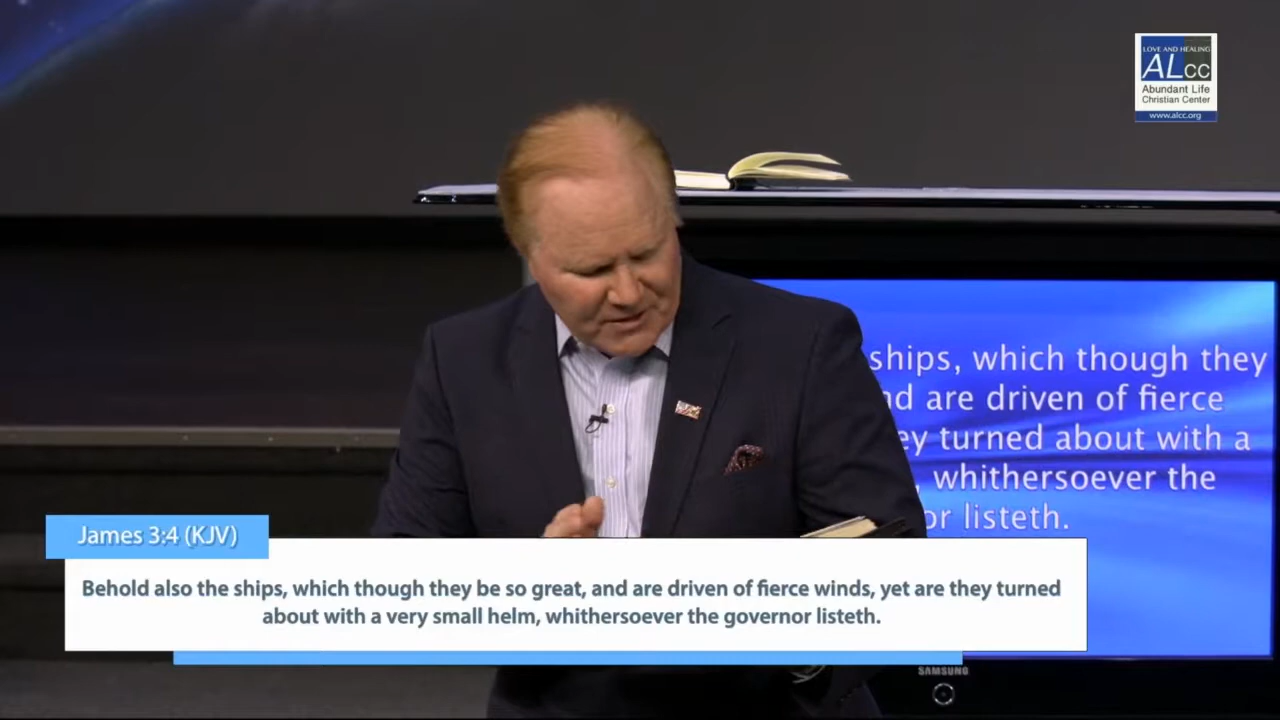 LOVE AND HEALING
ALcc
Abundant Life
Christian Center
www.alcc.org
ships, which though they
nd are driven of fierce
ey turned about with a
, whithersoever the
or listeth.
James 3:4 (KJV)
Behold also the ships, which though they be so great, and are driven of fierce winds, yet are they turned
about with a very small helm, whithersoever the governor listeth.
SAMSUNG